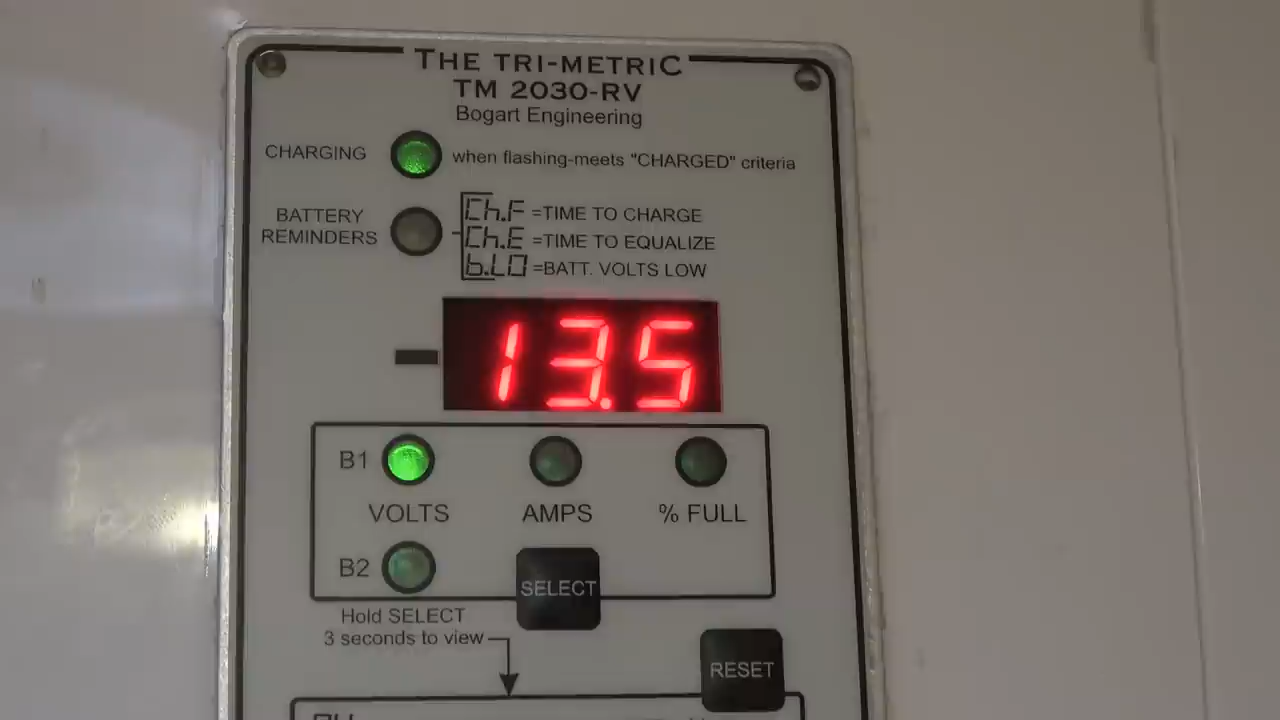 THE TRI-METRIC
TM 2030-RV
Bogart Engineering
CHARGING
when flashing-meets "CHARGED" criteria
BATTERY
REMINDERS
Ch.F =TIME TO CHARGE
Ch.E =TIME TO EQUALIZE
b.LO =BATT. VOLTS LOW
13.5
B1
VOLTS AMPS % FULL
B2
SELECT
Hold SELECT
3 seconds to view
RESET